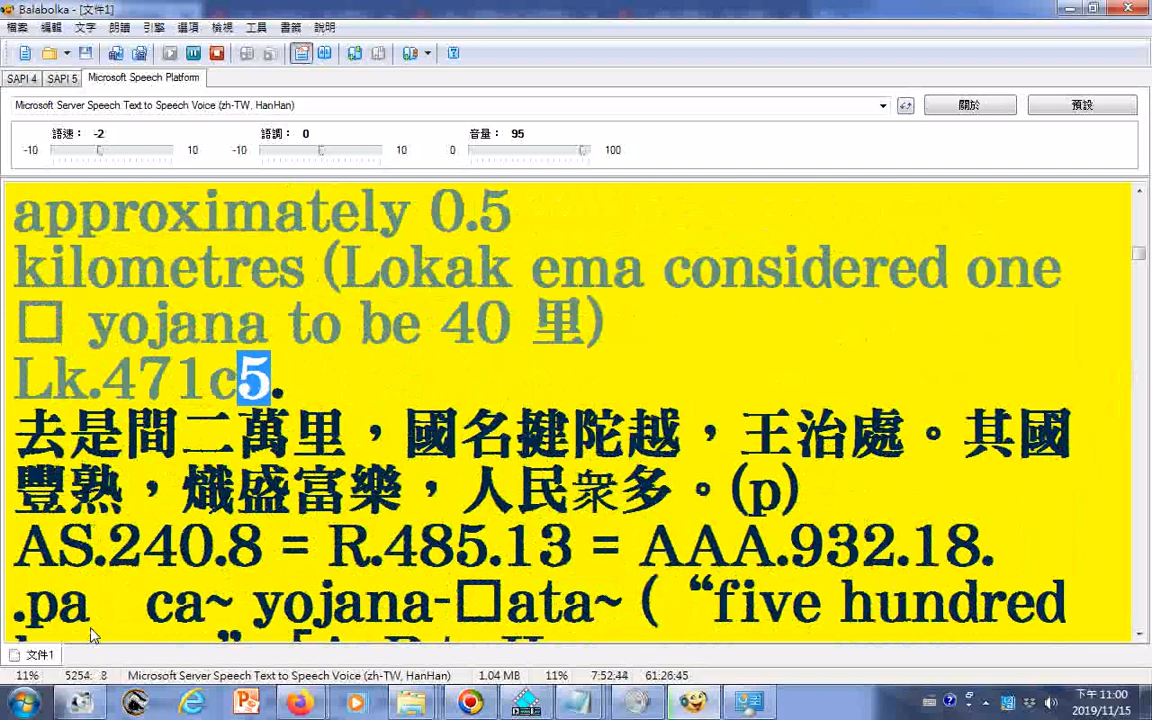 Balabolka - [文件1]
檔案 編輯 文字 朗讀 引擎 選項 檢視 工具 書籤 說明
SAPI 4 SAPI 5 Microsoft Speech Platform
Microsoft Server Speech Text to Speech Voice (zh-TW, HanHan) 關於 預設
語速： -2 語調： 0 音量： 95
-10 10 -10 10 0 100
approximately 0.5
kilometres (Lokak ema considered one
□ yojana to be 40 里)
Lk.471c5.
去是間二萬里，國名揵陀越，王治處。其國
豐熟，熾盛富樂，人民衆多。(p)
AS.240.8 = R.485.13 = AAA.932.18.
.pa ca~ yojana-□ata~ ( “five hundred
文件1
11% 5254: 8 Microsoft Server Speech Text to Speech Voice (zh-TW, HanHan) 1.04 MB 11% 7:52:44 61:26:45
下午 11:00
2019/11/15